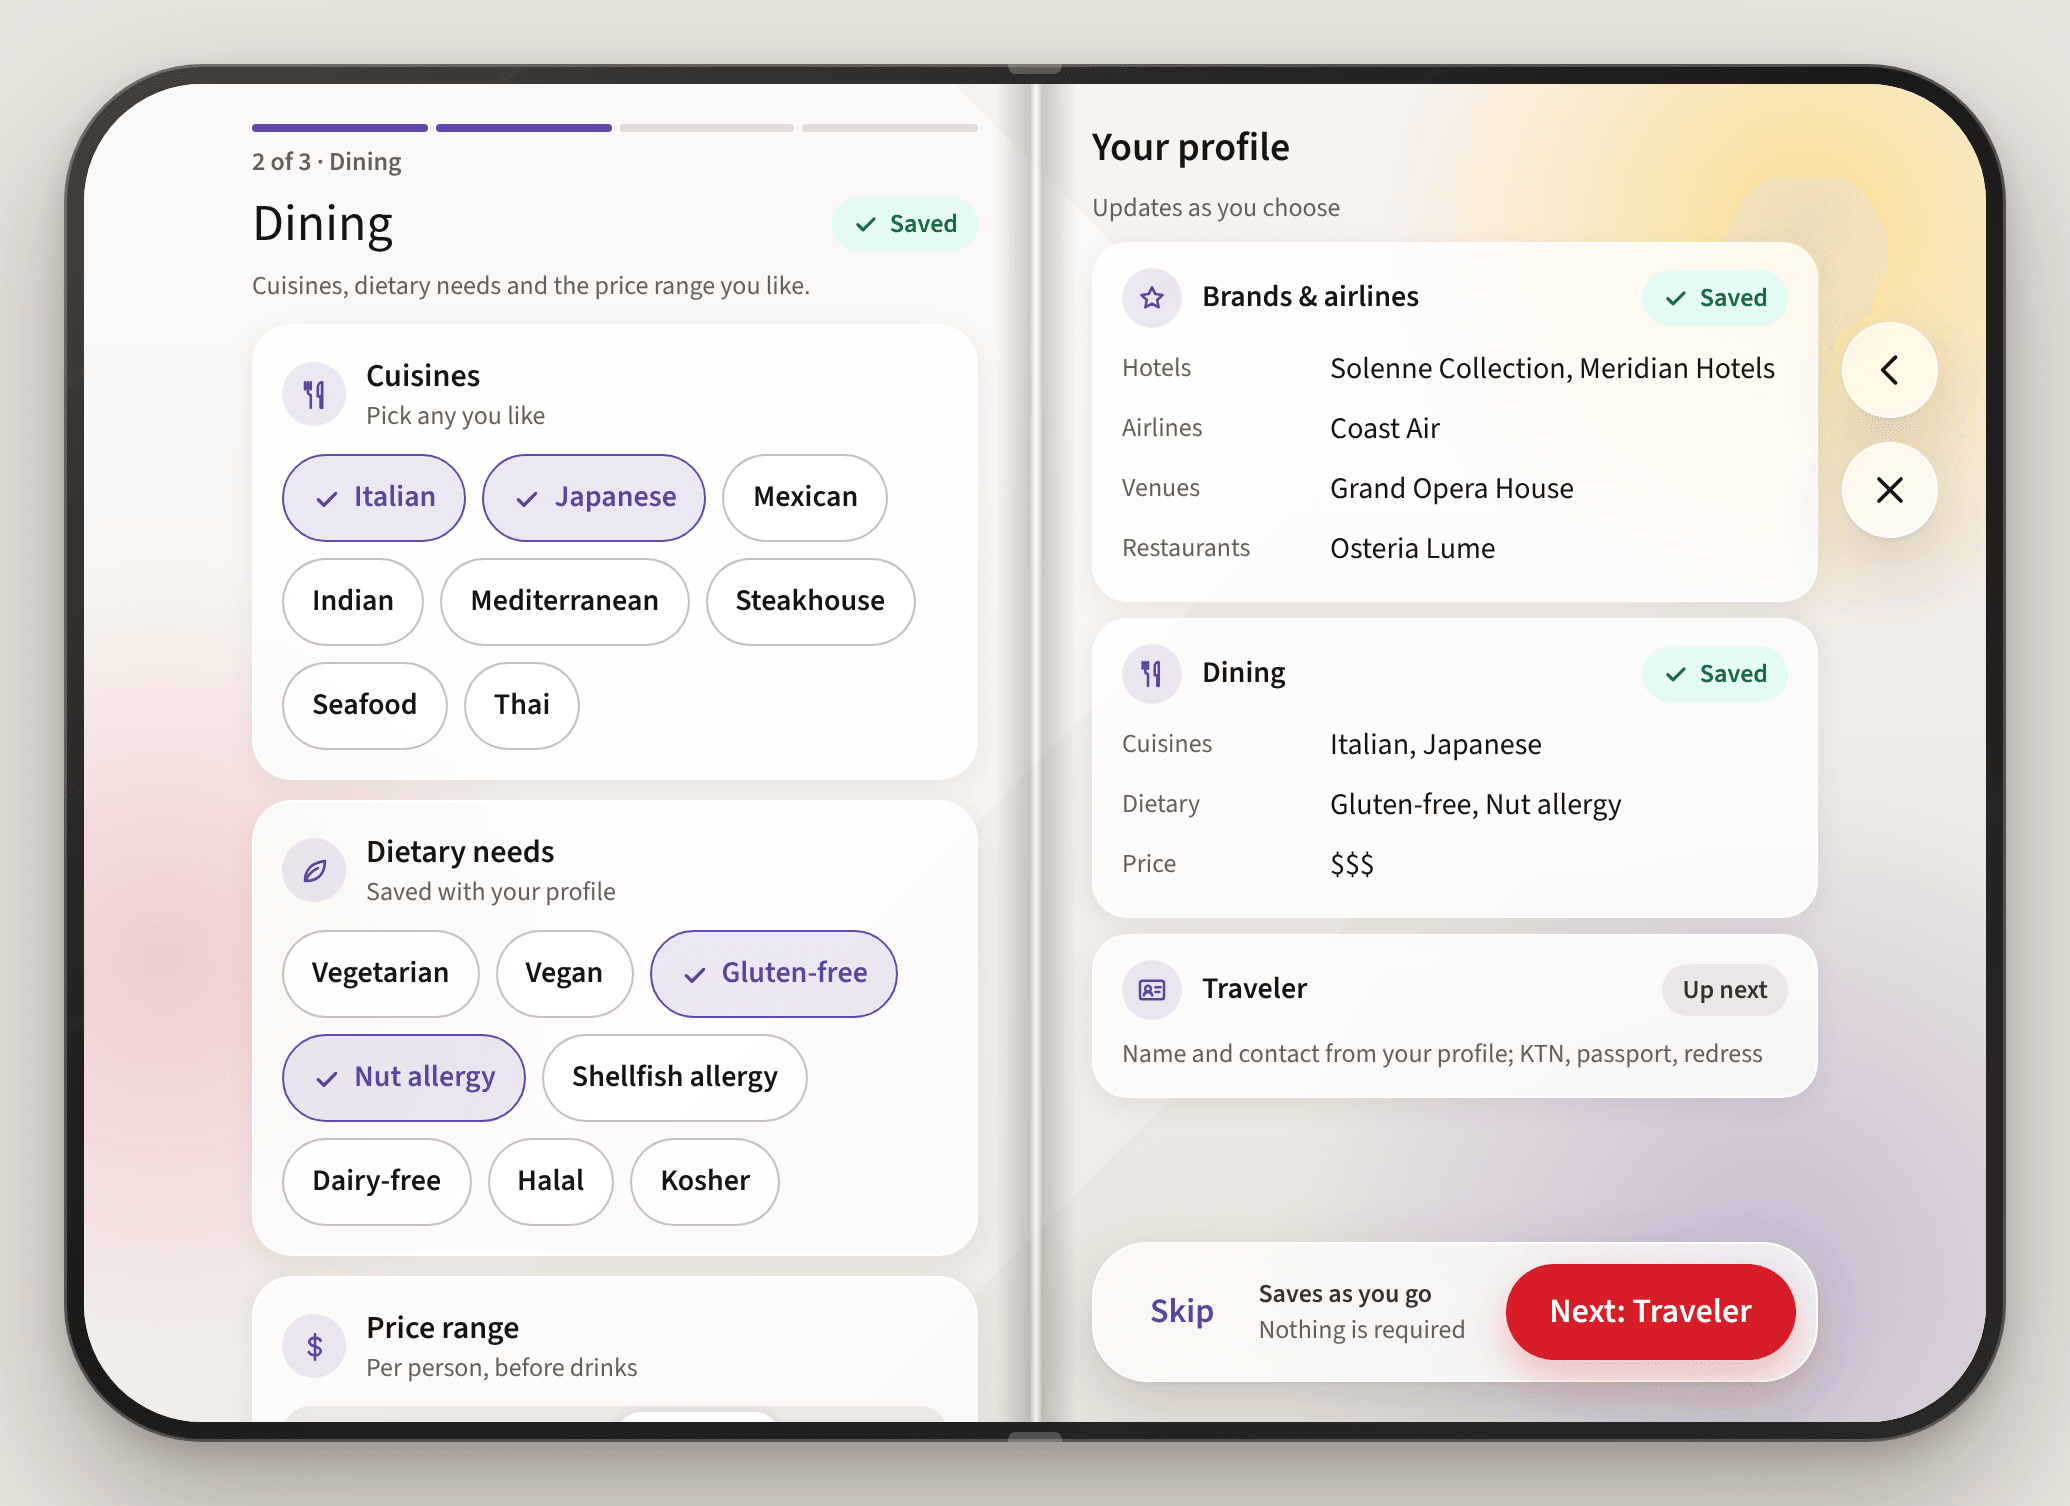 2 of 3 · Dining
Dining
Saved
Cuisines, dietary needs and the price range you like.
Cuisines
Pick any you like
Italian
Japanese
Mexican
Indian
Mediterranean
Steakhouse
Seafood
Thai
Dietary needs
Saved with your profile
Vegetarian
Vegan
Gluten-free
Nut allergy
Shellfish allergy
Dairy-free
Halal
Kosher
$
Price range
Per person, before drinks
Your profile
Updates as you choose
Brands & airlines
Saved
Hotels
Solenne Collection, Meridian Hotels
Airlines
Coast Air
Venues
Grand Opera House
Restaurants
Osteria Lume
Dining
Saved
Cuisines
Italian, Japanese
Dietary
Gluten-free, Nut allergy
Price
$$$
Traveler
Up next
Name and contact from your profile; KTN, passport, redress
Skip
Saves as you go
Nothing is required
Next: Traveler